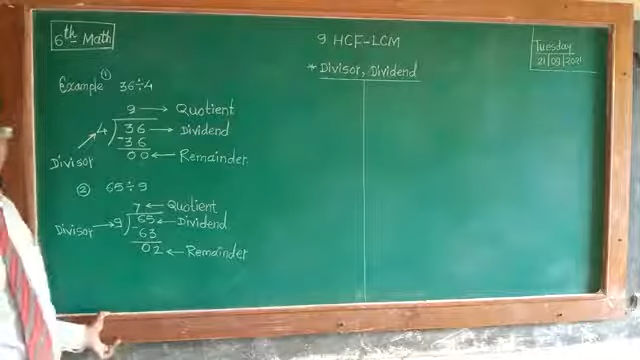 6th Math
9 HCF-LCM
Tuesday
21/09/2021
* Divisor, Dividend
Example ① 36÷4
9 → Quotient
4 ) 36 → Dividend
-36
00 ← Remainder
Divisor
② 65÷9
7 ← Quotient
Divisor → 9 ) 65 ← Dividend
-63
02 ← Remainder